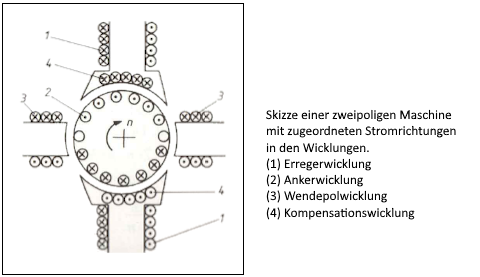 1
4
2
3
3
n
4
1
Skizze einer zweipoligen Maschine
mit zugeordneten Stromrichtungen
in den Wicklungen.
(1) Erregerwicklung
(2) Ankerwicklung
(3) Wendepolwicklung
(4) Kompensationswicklung